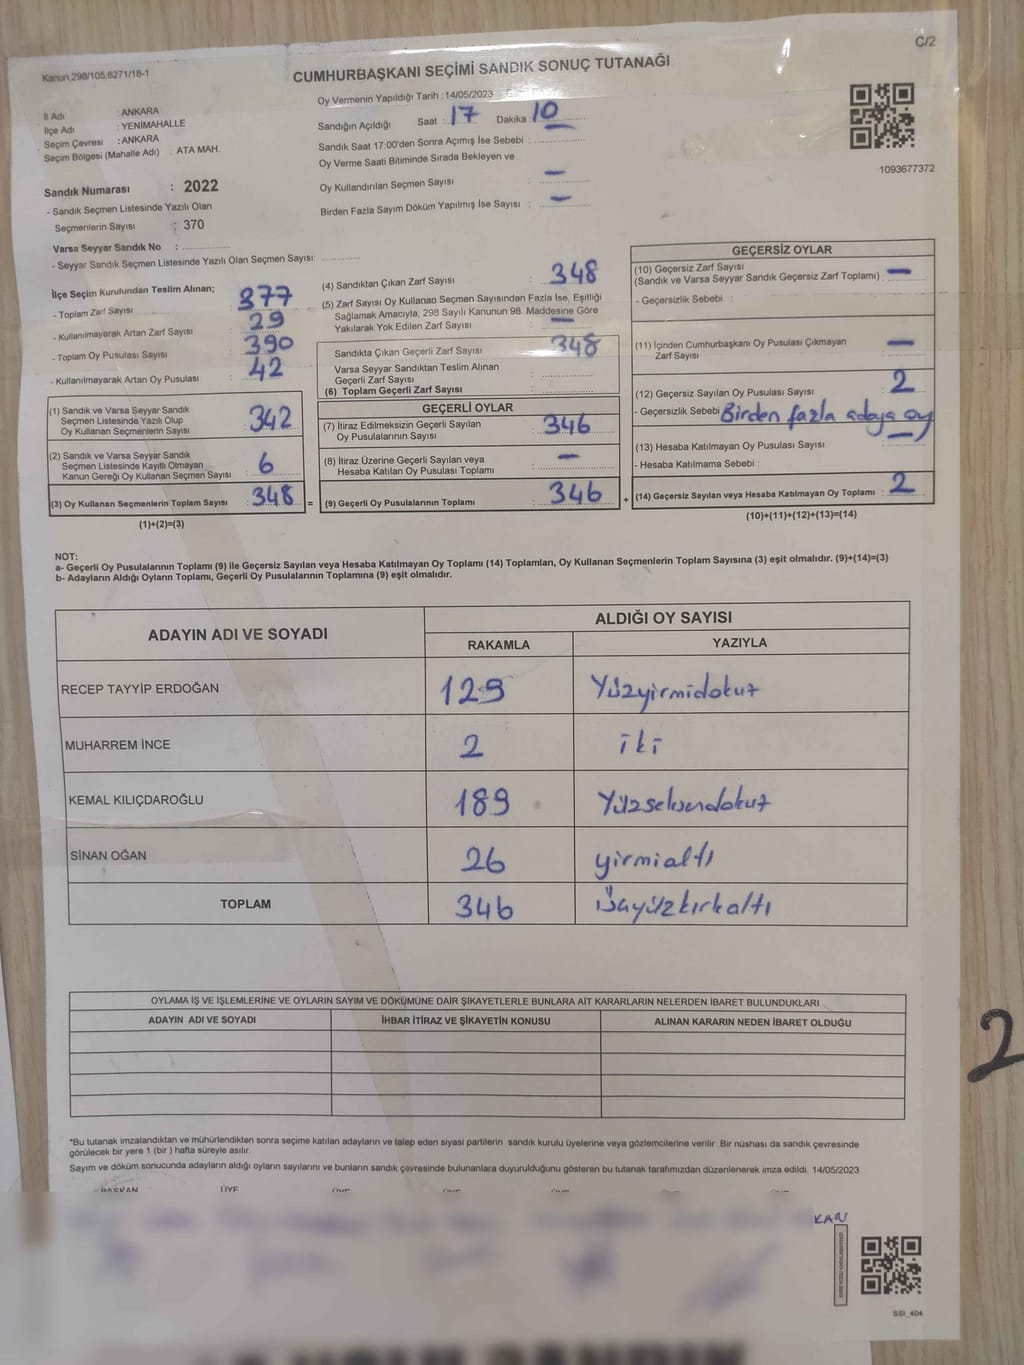 C/2
Kanun,298/105,6271/18-1
CUMHURBAŞKANI SEÇİMİ SANDIK SONUÇ TUTANAĞI
Oy Vermenin Yapıldığı Tarih : 14/05/2023
İl Adı : ANKARA
İlçe Adı : YENİMAHALLE
Seçim Çevresi : ANKARA
Seçim Bölgesi (Mahalle Adı) : ATA MAH.
Sandığın Açıldığı Saat : 17 Dakika : 10
Sandık Saat 17:00'den Sonra Açımış İse Sebebi :
Oy Verme Saati Bitiminde Sırada Bekleyen ve
Oy Kullandırılan Seçmen Sayısı : —
Birden Fazla Sayım Döküm Yapılmış İse Sayısı : —
1093677372
Sandık Numarası : 2022
- Sandık Seçmen Listesinde Yazılı Olan
Seçmenlerin Sayısı : 370
Varsa Seyyar Sandık No :
- Seyyar Sandık Seçmen Listesinde Yazılı Olan Seçmen Sayısı:
İlçe Seçim Kurulundan Teslim Alınan;
- Toplam Zarf Sayısı : 377
- Kullanılmayarak Artan Zarf Sayısı : 29
- Toplam Oy Pusulası Sayısı : 390
- Kullanılmayarak Artan Oy Pusulası : 42
(1) Sandık ve Varsa Seyyar Sandık
Seçmen Listesinde Yazılı Olup
Oy Kullanan Seçmenlerin Sayısı : 342
(2) Sandık ve Varsa Seyyar Sandık
Seçmen Listesinde Kayıtlı Olmayan
Kanun Gereği Oy Kullanan Seçmen Sayısı : 6
(3) Oy Kullanan Seçmenlerin Toplam Sayısı : 348 =
(1)+(2)=(3)
(4) Sandıktan Çıkan Zarf Sayısı : 348
(5) Zarf Sayısı Oy Kullanan Seçmen Sayısından Fazla İse, Eşitliği
Sağlamak Amacıyla, 298 Sayılı Kanunun 98. Maddesine Göre
Yakılarak Yok Edilen Zarf Sayısı : —
Sandıkta Çıkan Geçerli Zarf Sayısı : 348
Varsa Seyyar Sandıktan Teslim Alınan
Geçerli Zarf Sayısı :
(6) Toplam Geçerli Zarf Sayısı :
GEÇERLİ OYLAR
(7) İtiraz Edilmeksizin Geçerli Sayılan
Oy Pusulalarının Sayısı : 346
(8) İtiraz Üzerine Geçerli Sayılan veya
Hesaba Katılan Oy Pusulası Toplamı : —
(9) Geçerli Oy Pusulalarının Toplamı : 346 +
GEÇERSİZ OYLAR
(10) Geçersiz Zarf Sayısı
(Sandık ve Varsa Seyyar Sandık Geçersiz Zarf Toplamı) : —
- Geçersizlik Sebebi :
(11) İçinden Cumhurbaşkanı Oy Pusulası Çıkmayan
Zarf Sayısı : —
(12) Geçersiz Sayılan Oy Pusulası Sayısı : 2
- Geçersizlik Sebebi : Birden fazla adaya oy
(13) Hesaba Katılmayan Oy Pusulası Sayısı : —
- Hesaba Katılmama Sebebi :
(14) Geçersiz Sayılan veya Hesaba Katılmayan Oy Toplamı : 2
(10)+(11)+(12)+(13)=(14)
NOT:
a- Geçerli Oy Pusulalarının Toplamı (9) ile Geçersiz Sayılan veya Hesaba Katılmayan Oy Toplamı (14) Toplamları, Oy Kullanan Seçmenlerin Toplam Sayısına (3) eşit olmalıdır. (9)+(14)=(3)
b- Adayların Aldığı Oyların Toplamı, Geçerli Oy Pusulalarının Toplamına (9) eşit olmalıdır.
ADAYIN ADI VE SOYADI ALDIĞI OY SAYISI
RAKAMLA YAZIYLA
RECEP TAYYİP ERDOĞAN 129 Yüzyirmidokuz
MUHARREM İNCE 2 iki
KEMAL KILIÇDAROĞLU 189 Yüzseksendokuz
SİNAN OĞAN 26 yirmialtı
TOPLAM 346 Üçyüzkırkaltı
OYLAMA İŞ VE İŞLEMLERİNE VE OYLARIN SAYIM VE DÖKÜMÜNE DAİR ŞİKAYETLERLE BUNLARA AİT KARARLARIN NELERDEN İBARET BULUNDUKLARI
ADAYIN ADI VE SOYADI İHBAR İTİRAZ VE ŞİKAYETİN KONUSU ALINAN KARARIN NEDEN İBARET OLDUĞU
2
*Bu tutanak imzalandıktan ve mühürlendikten sonra seçime katılan adayların ve talep eden siyasi partilerin sandık kurulu üyelerine veya gözlemcilerine verilir. Bir nüshası da sandık çevresinde
görülecek bir yere 1 (bir ) hafta süreyle asılır.
Sayım ve döküm sonucunda adayların aldığı oyların sayılarını ve bunların sandık çevresinde bulunanlara duyurulduğunu gösteren bu tutanak tarafımızdan düzenlenerek imza edildi. 14/05/2023
BAŞKAN ÜYE ÜYE ÜYE ÜYE ÜYE ÜYE
SSI_404